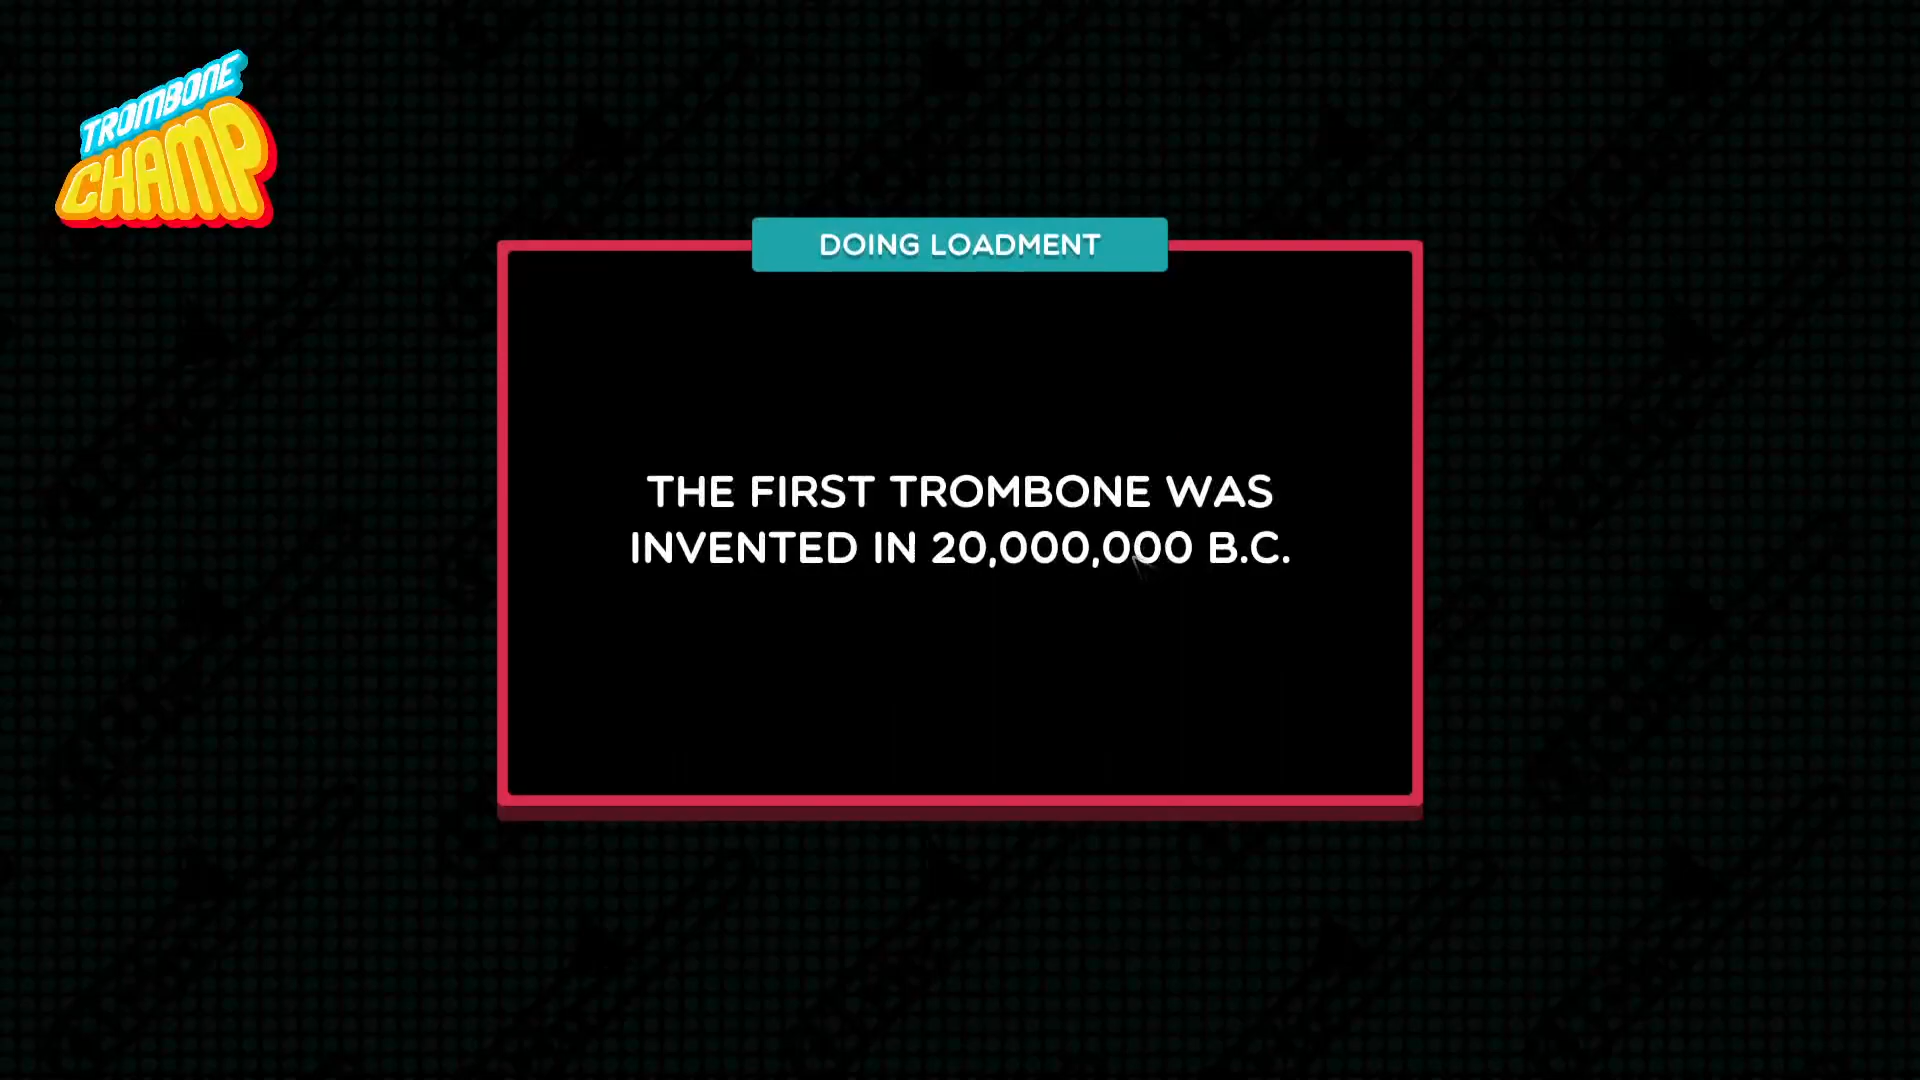 TROMBONE
CHAMP
DOING LOADMENT
THE FIRST TROMBONE WAS
INVENTED IN 20,000,000 B.C.